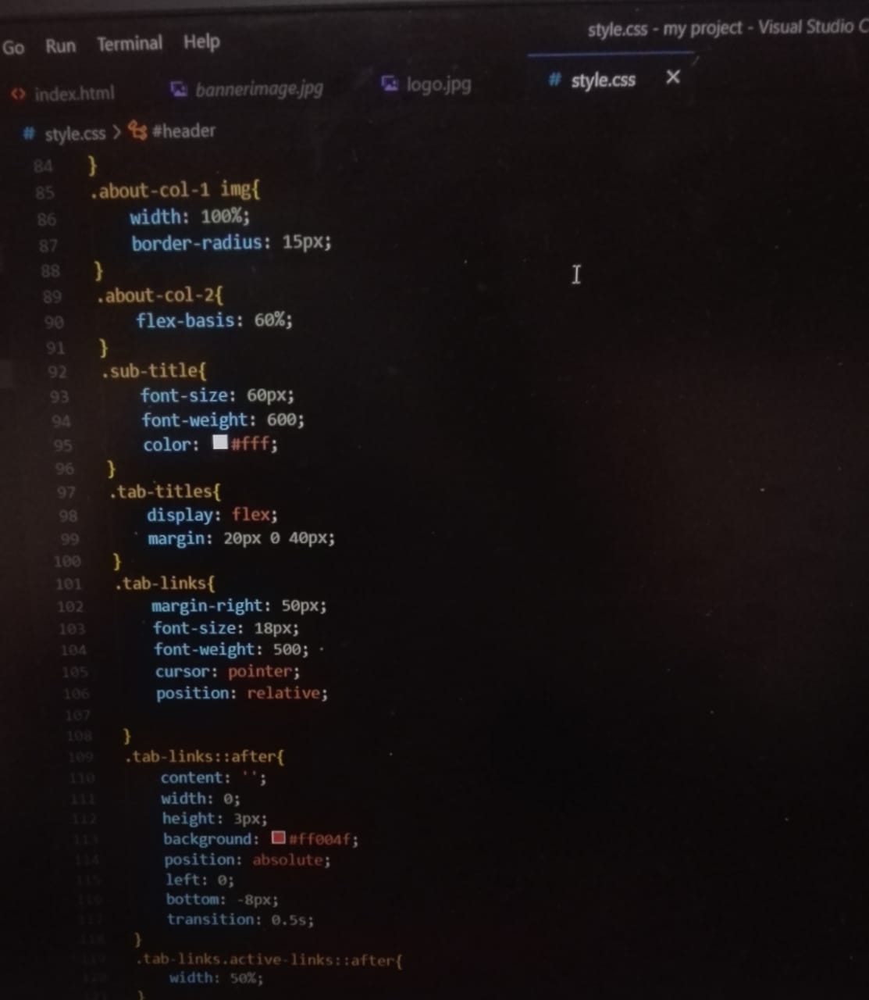 Go Run Terminal Help style.css - my project - Visual Studio C
index.html bannerimage.jpg logo.jpg # style.css ×
# style.css > #header
84 }
85 .about-col-1 img{
86 width: 100%;
87 border-radius: 15px;
88 }
89 .about-col-2{
90 flex-basis: 60%;
91 }
92 .sub-title{
93 font-size: 60px;
94 font-weight: 600;
95 color: #fff;
96 }
97 .tab-titles{
98 display: flex;
99 margin: 20px 0 40px;
100 }
101 .tab-links{
102 margin-right: 50px;
103 font-size: 18px;
104 font-weight: 500;
105 cursor: pointer;
106 position: relative;
107
108 }
109 .tab-links::after{
110 content: '';
111 width: 0;
112 height: 3px;
113 background: #ff004f;
114 position: absolute;
115 left: 0;
116 bottom: -8px;
117 transition: 0.5s;
118 }
119 .tab-links.active-links::after{
120 width: 50%;
121 }